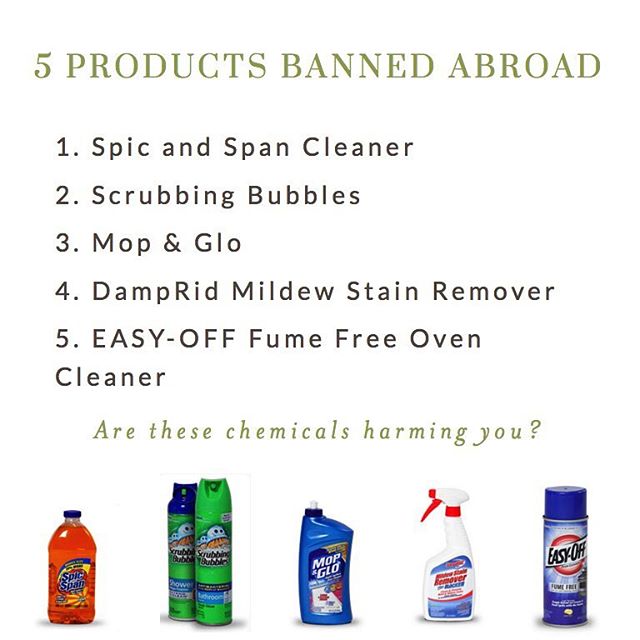 5 PRODUCTS BANNED ABROAD
1. Spic and Span Cleaner
2. Scrubbing Bubbles
3. Mop & Glo
4. DampRid Mildew Stain Remover
5. EASY-OFF Fume Free Oven
Cleaner
Are these chemicals harming you?
Spic and
Span
Scrubbing
Bubbles
Shower
Scrubbing
Bubbles
Bathroom
MOP
& GLO
Mildew Stain
Remover
EASY-OFF
FUME FREE